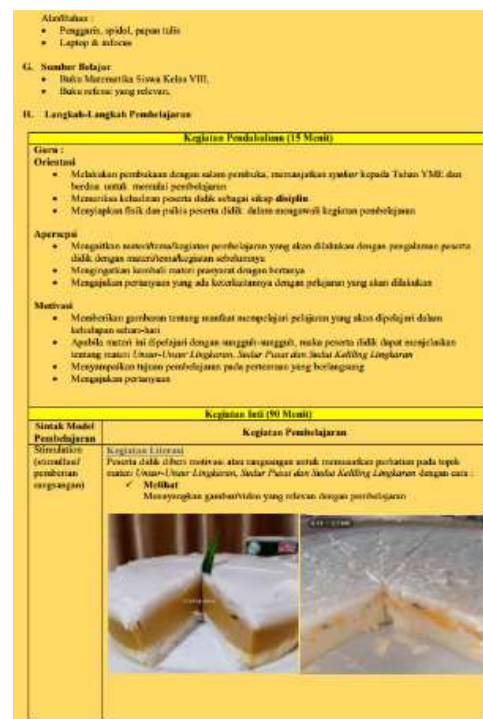 Alat/Bahan :
• Penggaris, spidol, papan tulis
• Laptop & infocus
G. Sumber Belajar
• Buku Matematika Siswa Kelas VIII,
• Buku refensi yang relevan,
H. Langkah-Langkah Pembelajaran
Kegiatan Pendahuluan (15 Menit)
Guru :
Orientasi
• Melakukan pembukaan dengan salam pembuka, memanjatkan syukur kepada Tuhan YME dan
berdoa untuk memulai pembelajaran
• Memeriksa kehadiran peserta didik sebagai sikap disiplin
• Menyiapkan fisik dan psikis peserta didik dalam mengawali kegiatan pembelajaran
Apersepsi
• Mengaitkan materi/tema/kegiatan pembelajaran yang akan dilakukan dengan pengalaman peserta
didik dengan materi/tema/kegiatan sebelumnya
• Mengingatkan kembali materi prasyarat dengan bertanya
• Mengajukan pertanyaan yang ada keterkaitannya dengan pelajaran yang akan dilakukan
Motivasi
• Memberikan gambaran tentang manfaat mempelajari pelajaran yang akan dipelajari dalam
kehidupan sehari-hari
• Apabila materi ini dipelajari dengan sungguh-sungguh, maka peserta didik dapat menjelaskan
tentang materi Unsur-Unsur Lingkaran, Sudut Pusat dan Sudut Keliling Lingkaran
• Menyampaikan tujuan pembelajaran pada pertemuan yang berlangsung
• Mengajukan pertanyaan
Kegiatan Inti (90 Menit)
Sintak Model
Pembelajaran
Kegiatan Pembelajaran
Stimulation
(stimullasi/
pemberian
rangsangan)
Kegiatan Literasi
Peserta didik diberi motivasi atau rangsangan untuk memusatkan perhatian pada topik
materi Unsur-Unsur Lingkaran, Sudut Pusat dan Sudut Keliling Lingkaran dengan cara :
✓ Melihat
Menayangkan gambar/video yang relevan dengan pembelajaran